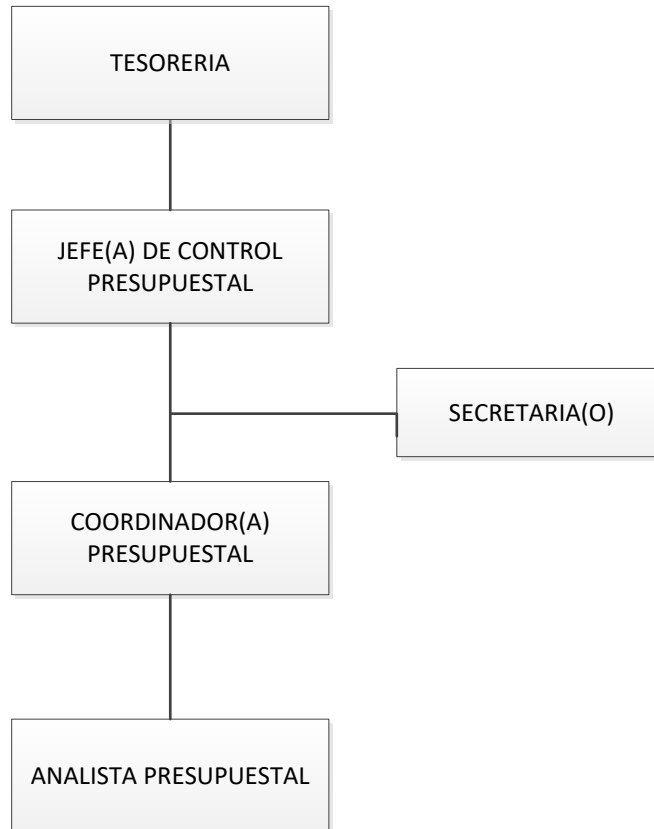 TESORERIA
JEFE(A) DE CONTROL
PRESUPUESTAL
SECRETARIA(O)
COORDINADOR(A)
PRESUPUESTAL
ANALISTA PRESUPUESTAL